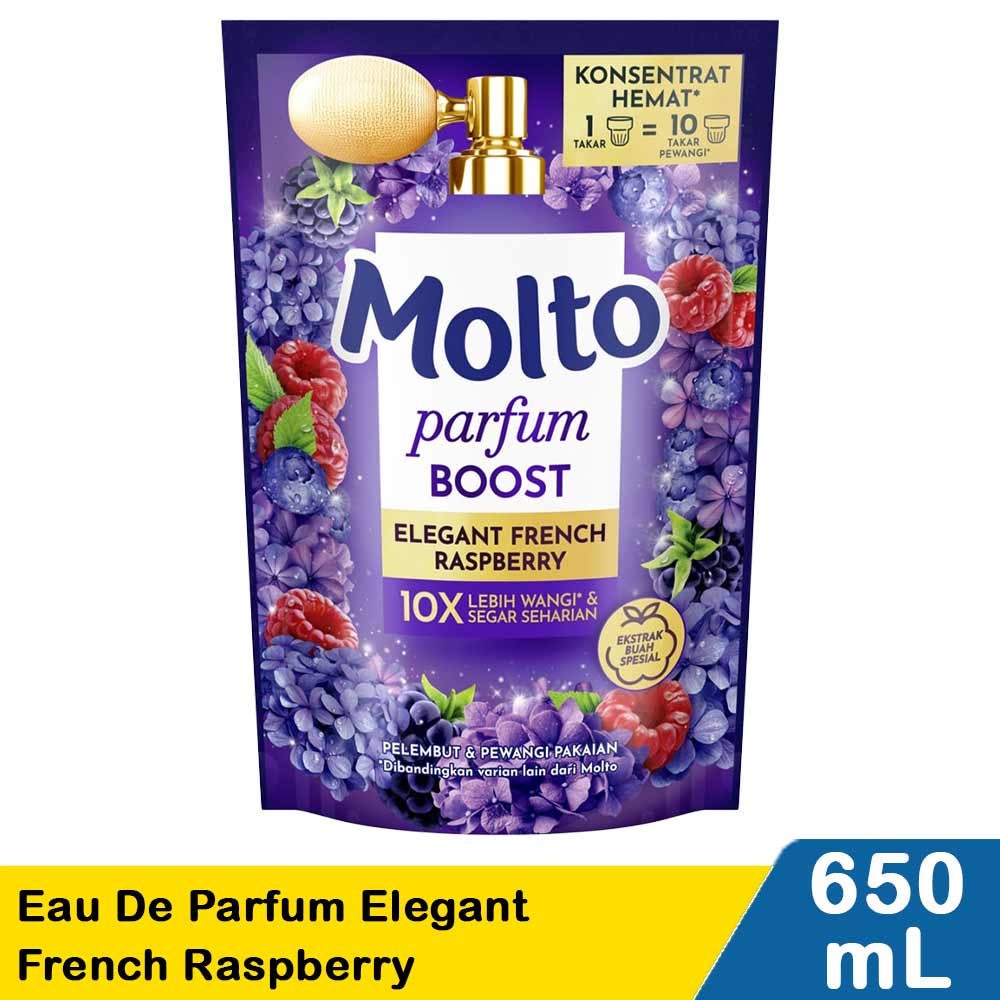 KONSENTRAT
HEMAT*
1 TAKAR = 10 TAKAR PEWANGI*
Molto
parfum
BOOST
ELEGANT FRENCH
RASPBERRY
10X LEBIH WANGI* &
SEGAR SEHARIAN
EKSTRAK
BUAH
SPESIAL
PELEMBUT & PEWANGI PAKAIAN
*Dibandingkan varian lain dari Molto
Eau De Parfum Elegant
French Raspberry
650
mL